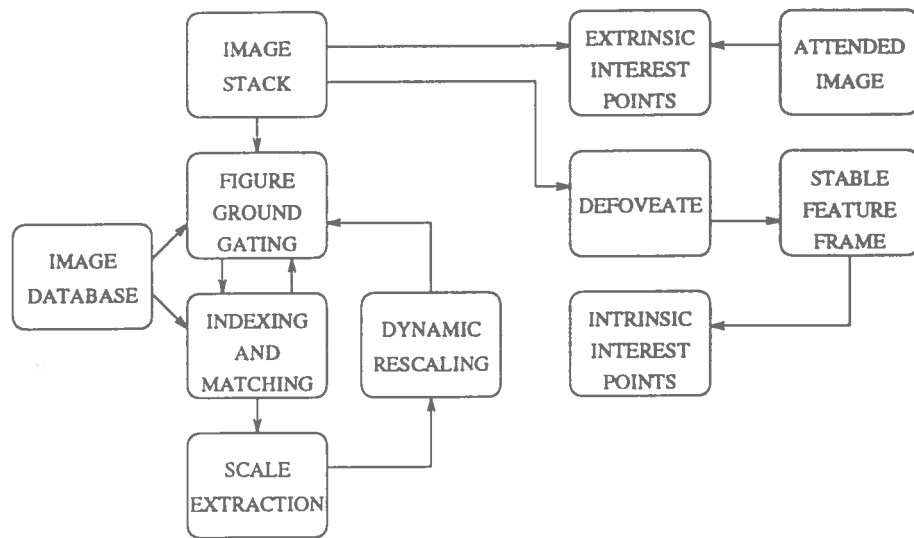 IMAGE
STACK
EXTRINSIC
INTEREST
POINTS
ATTENDED
IMAGE
FIGURE
GROUND
GATING
DEFOVEATE
STABLE
FEATURE
FRAME
IMAGE
DATABASE
INDEXING
AND
MATCHING
DYNAMIC
RESCALING
INTRINSIC
INTEREST
POINTS
SCALE
EXTRACTION